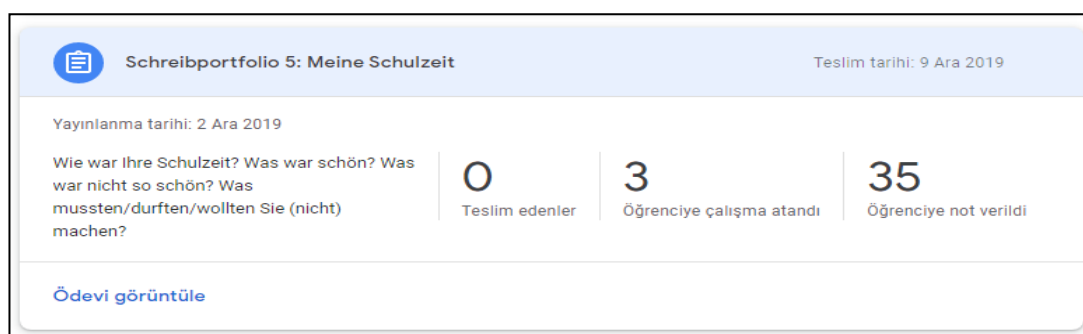 Schreibportfolio 5: Meine Schulzeit
Teslim tarihi: 9 Ara 2019
Yayınlanma tarihi: 2 Ara 2019
Wie war Ihre Schulzeit? Was war schön? Was
war nicht so schön? Was
mussten/durften/wollten Sie (nicht)
machen?
0
Teslim edenler
3
Öğrenciye çalışma atandı
35
Öğrenciye not verildi
Ödevi görüntüle